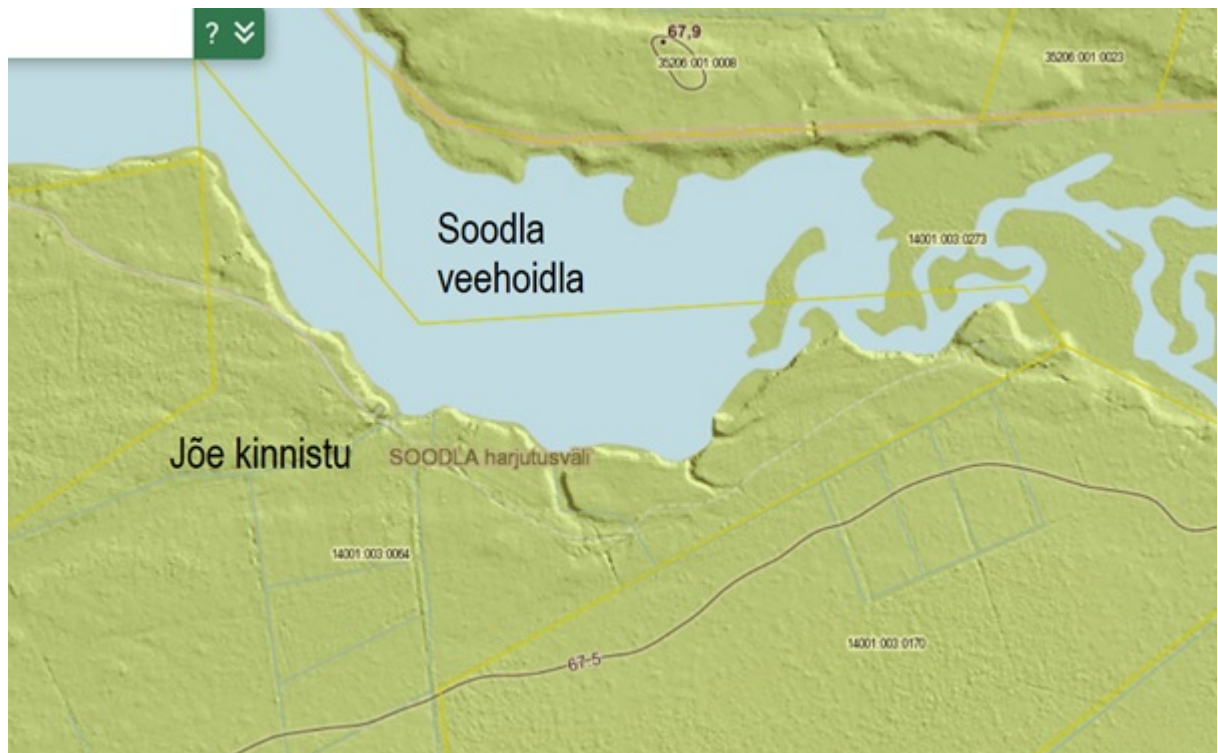 ?
67,9
35206:001:0008
35206:001:0023
Soodla
veehoidla
14001:003:0273
Jõe kinnistu
SOODLA harjutusväli
14001:003:0064
14001:003:0170
67.5